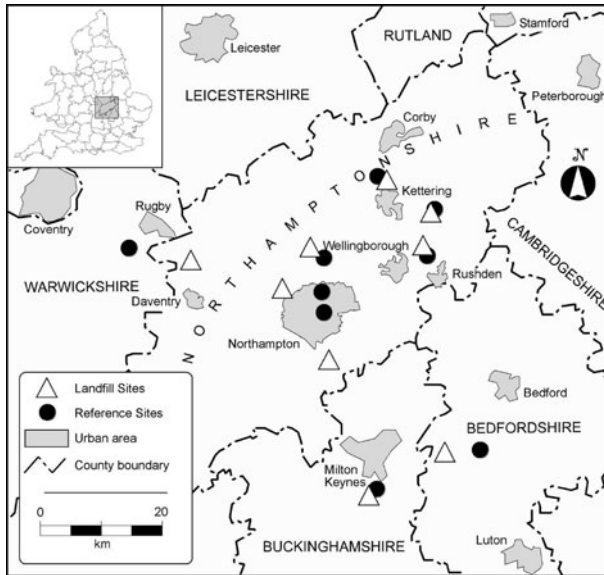 Leicester
RUTLAND
Stamford
LEICESTERSHIRE
Peterborough
Corby
NORTHAMPTONSHIRE
N
Kettering
Coventry
Rugby
CAMBRIDGESHIRE
Wellingborough
Rushden
WARWICKSHIRE
Daventry
Northampton
Landfill Sites
Reference Sites
Urban area
County boundary
0 20
km
Bedford
BEDFORDSHIRE
Milton
Keynes
BUCKINGHAMSHIRE
Luton